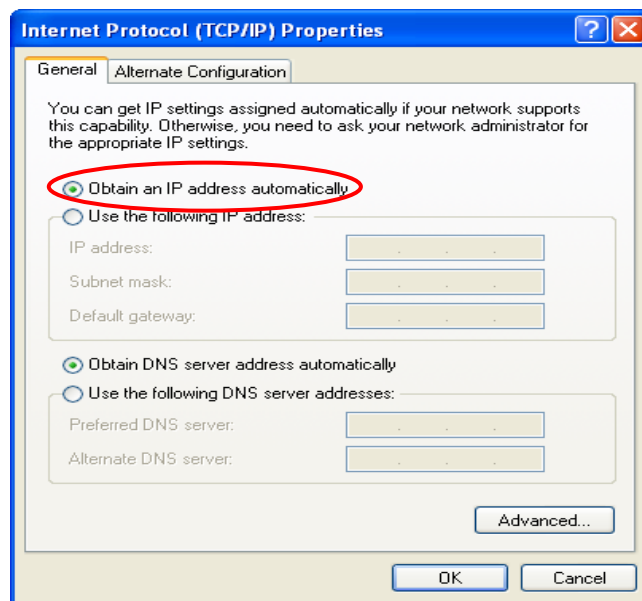 Internet Protocol (TCP/IP) Properties
General
Alternate Configuration
You can get IP settings assigned automatically if your network supports
this capability. Otherwise, you need to ask your network administrator for
the appropriate IP settings.
Obtain an IP address automatically
Use the following IP address:
IP address:
Subnet mask:
Default gateway:
Obtain DNS server address automatically
Use the following DNS server addresses:
Preferred DNS server:
Alternate DNS server:
Advanced...
OK
Cancel